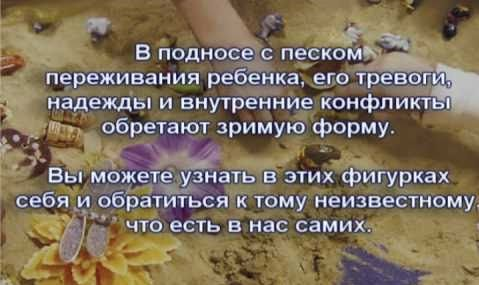 В подносе с песком
переживания ребенка, его тревоги,
надежды и внутренние конфликты
обретают зримую форму.
Вы можете узнать в этих фигурках
себя и обратиться к тому неизвестному,
что есть в нас самих.